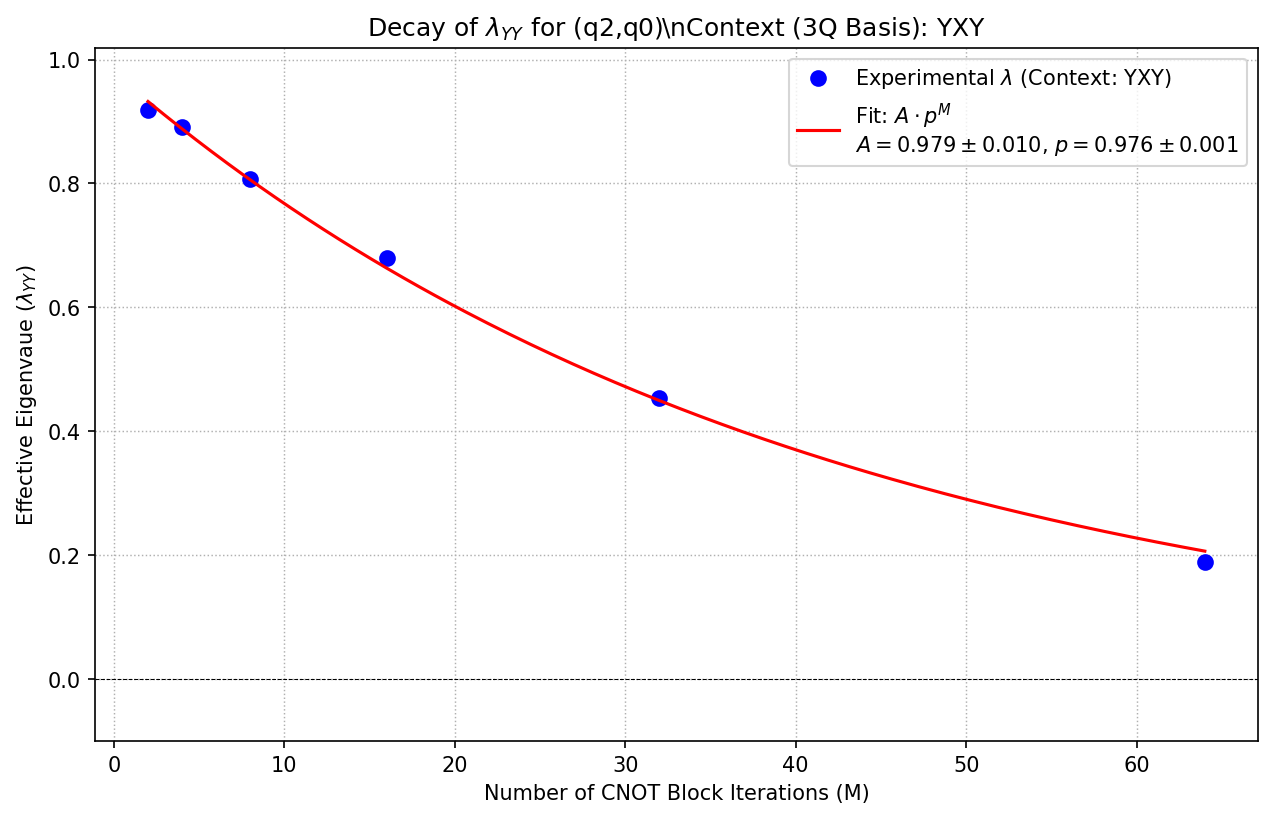 Decay of λ_YY for (q2,q0)\nContext (3Q Basis): YXY
Experimental λ (Context: YXY)
Fit: A · p^M
A = 0.979 ± 0.010, p = 0.976 ± 0.001
Effective Eigenvaue (λ_YY)
1.0
0.8
0.6
0.4
0.2
0.0
0 10 20 30 40 50 60
Number of CNOT Block Iterations (M)